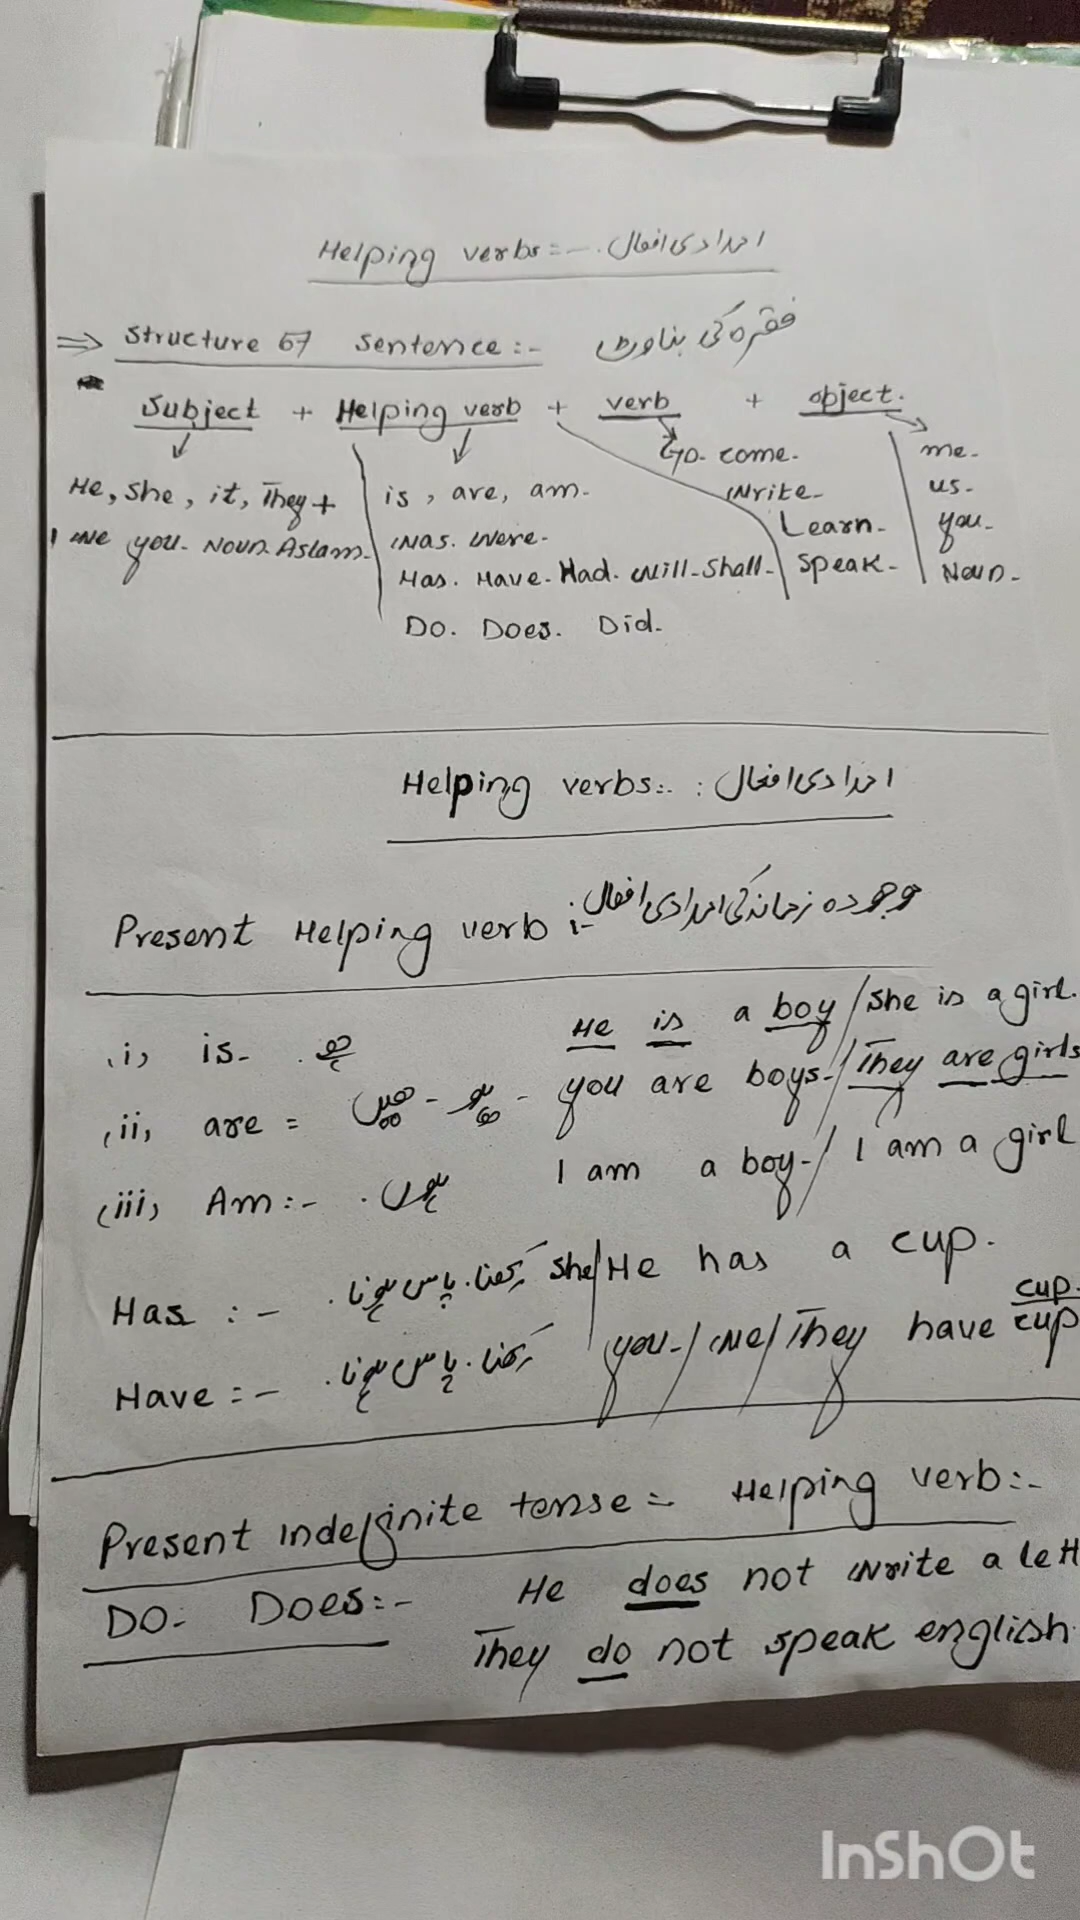 Helping verbs:- امدادی افعال
⇒ Structure of Sentence:- فقرہ کی بناوٹ
Subject + Helping verb + verb + object.
He, She, it, They + is, are, am. Go. come. me.
I we you. Noun. Aslam. Was. Were. Write. us.
Has. Have. Had. Will. Shall. Learn. you.
Do. Does. Did. Speak. Noun.
Helping verbs:. : امدادی افعال
Present Helping verb :- موجودہ زمانہ کی امدادی افعال
(i) is- ہے He is a boy / She is a girl.
(ii) are = ہیں - ہو - you are boys. / They are girls
(iii) Am :- ہوں. I am a boy. / I am a girl
Has :- رکھنا. پاس ہونا. She/He has a cup.
Have :- رکھنا. پاس ہونا. you / we / They have cup
cup.
Present indefinite tense = Helping verb :-
DO. Does :- He does not write a lett
They do not speak english.
InShOt